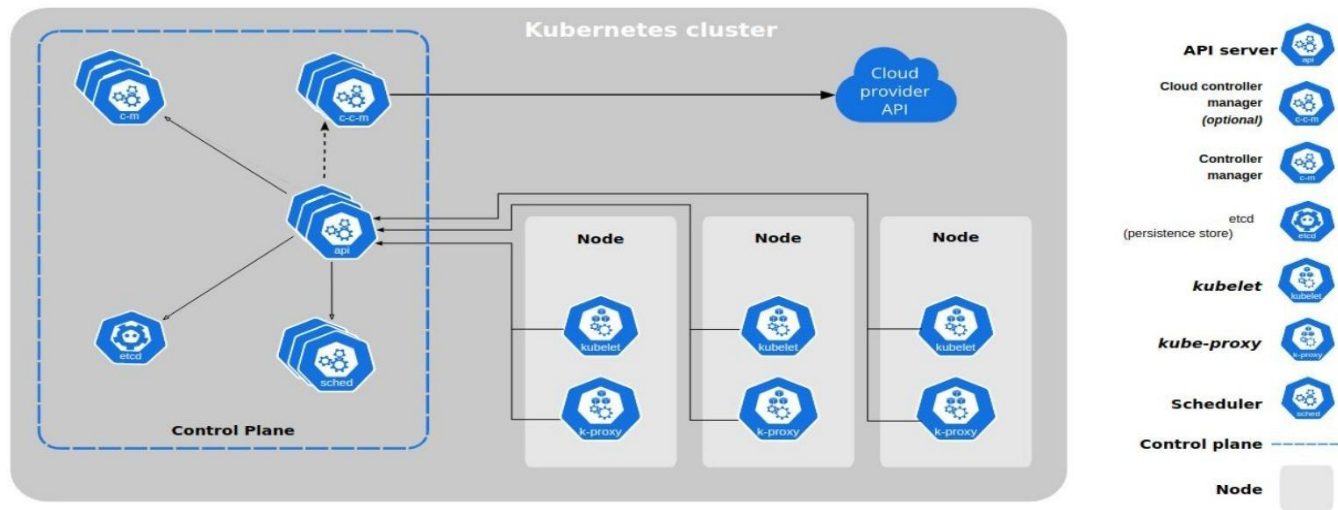 Kubernetes cluster
c-m
c-c-m
Cloud
provider
API
api
etcd
sched
Control Plane
Node
kubelet
k-proxy
Node
kubelet
k-proxy
Node
kubelet
k-proxy
API server
api
Cloud controller
manager
(optional)
c-c-m
Controller
manager
c-m
etcd
(persistence store)
etcd
kubelet
kubelet
kube-proxy
k-proxy
Scheduler
sched
Control plane
Node